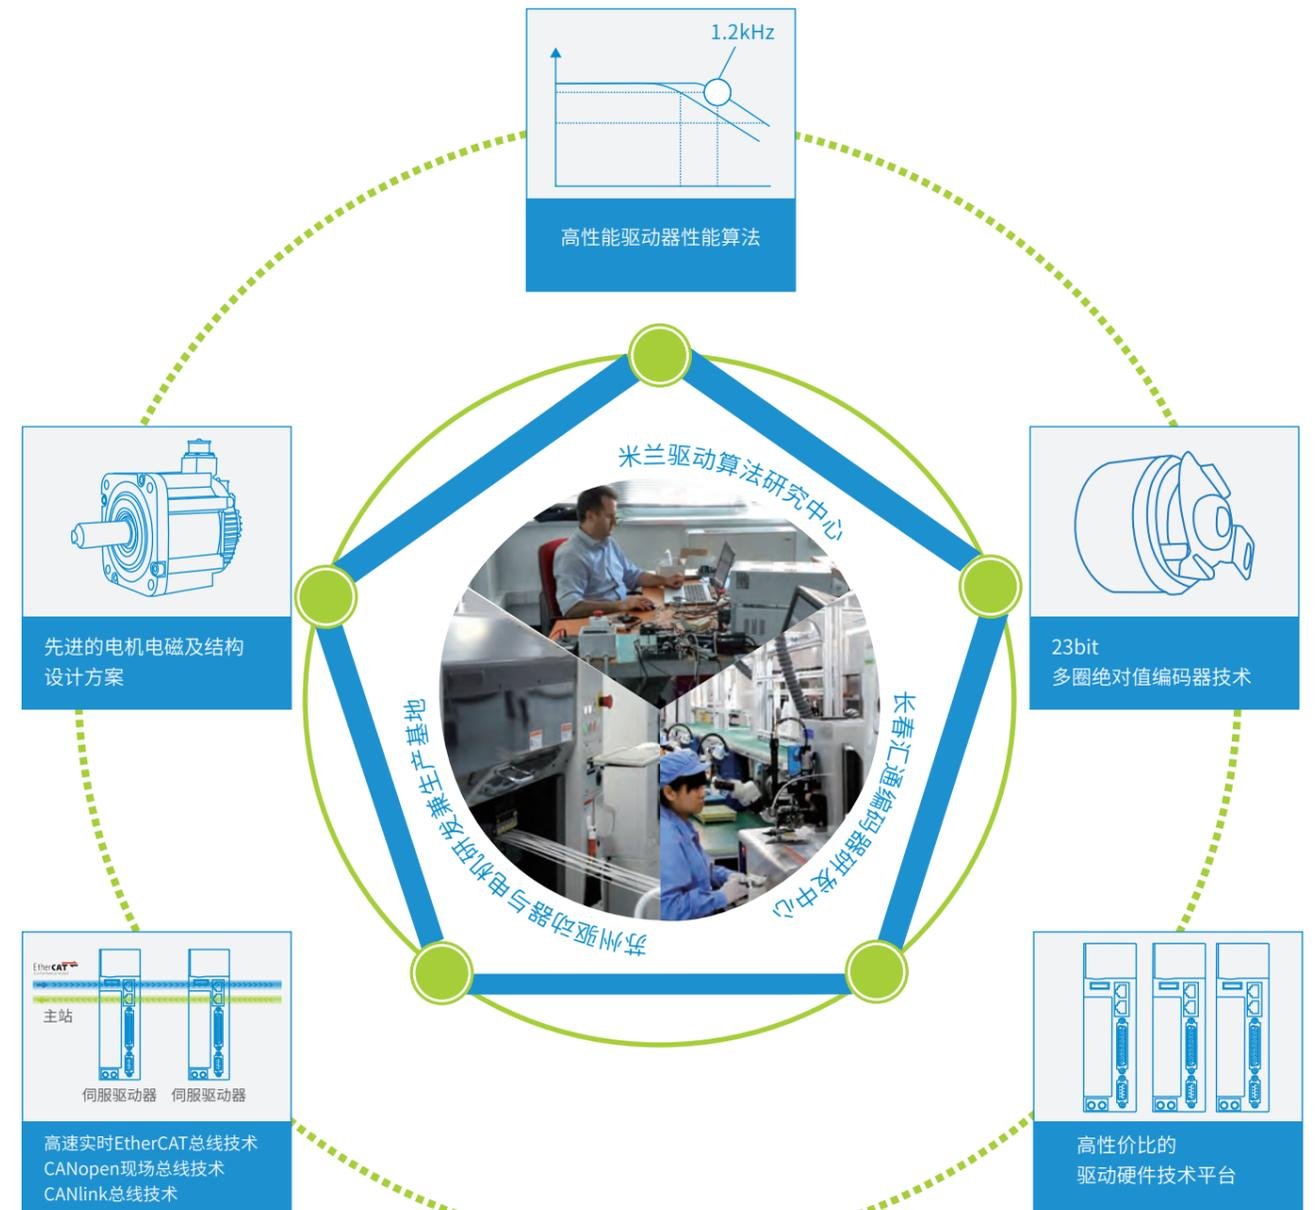 1.2kHz
高性能驱动器性能算法
米兰驱动算法研究中心
先进的电机电磁及结构
设计方案
23bit
多圈绝对值编码器技术
长春汇通编码器研发中心
苏州驱动器与电机研发兼生产基地
EtherCAT
主站
伺服驱动器
伺服驱动器
高速实时EtherCAT总线技术
CANopen现场总线技术
CANlink总线技术
高性价比的
驱动硬件技术平台